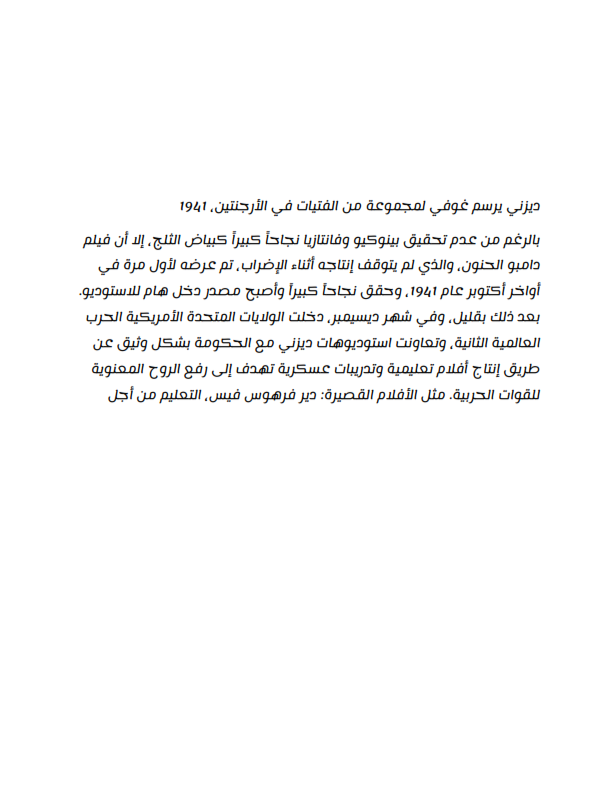 ديزني يرسم غوفي لمجموعة من الفتيات في الأرجنتين، 1941
بالرغم من عدم تحقيق بينوكيو وفانتازيا نجاحاً كبيراً كبياض الثلج، إلا أن فيلم
دامبو الحنون، والذي لم يتوقف إنتاجه أثناء الإضراب، تم عرضه لأول مرة في
أواخر أكتوبر عام 1941، وحقق نجاحاً كبيراً وأصبح مصدر دخل هام للاستوديو.
بعد ذلك بقليل، وفي شهر ديسيمبر، دخلت الولايات المتحدة الأمريكية الحرب
العالمية الثانية، وتعاونت استوديوهات ديزني مع الحكومة بشكل وثيق عن
طريق إنتاج أفلام تعليمية وتدريبات عسكرية تهدف إلى رفع الروح المعنوية
للقوات الحربية. مثل الأفلام القصيرة: دير فرهوس فيس، التعليم من أجل